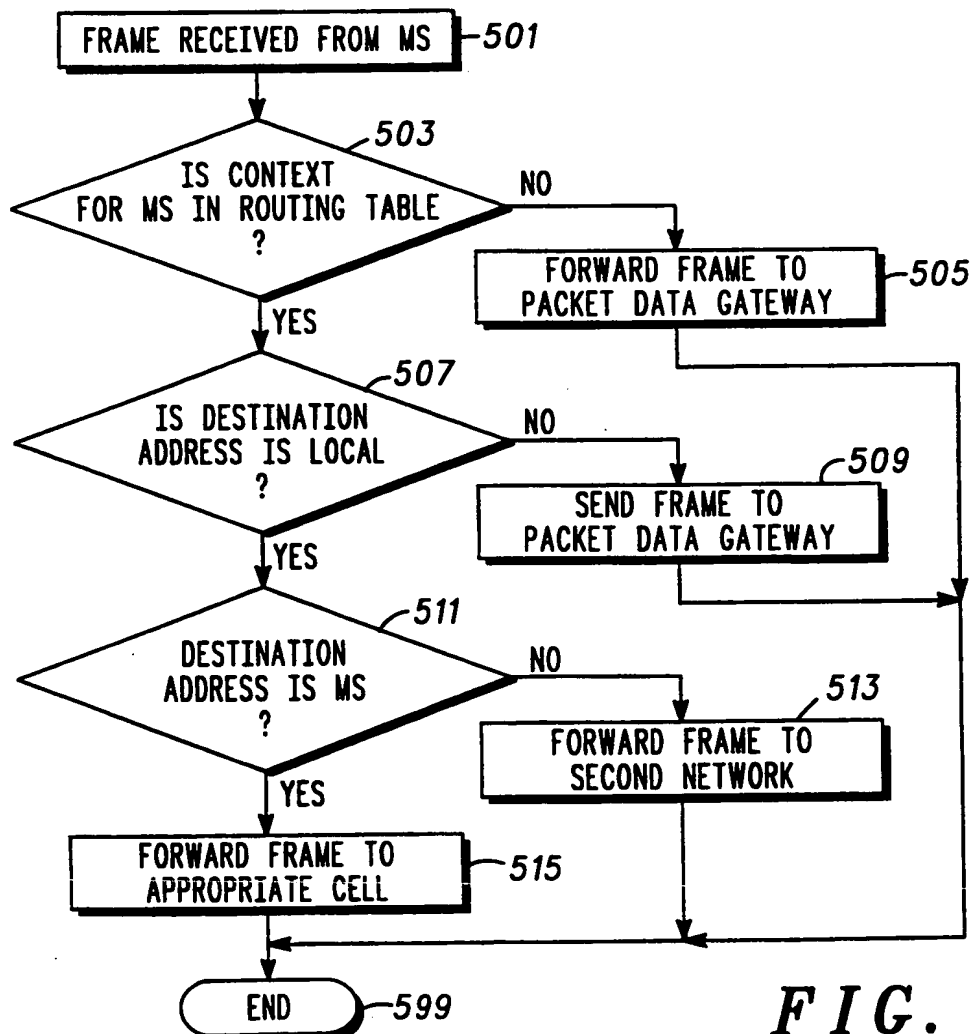 FRAME RECEIVED FROM MS
501
503
IS CONTEXT
FOR MS IN ROUTING TABLE
?
NO
YES
FORWARD FRAME TO
PACKET DATA GATEWAY
505
507
IS DESTINATION
ADDRESS IS LOCAL
?
NO
YES
509
SEND FRAME TO
PACKET DATA GATEWAY
511
DESTINATION
ADDRESS IS MS
?
NO
YES
513
FORWARD FRAME TO
SECOND NETWORK
FORWARD FRAME TO
APPROPRIATE CELL
515
END
599
FIG.